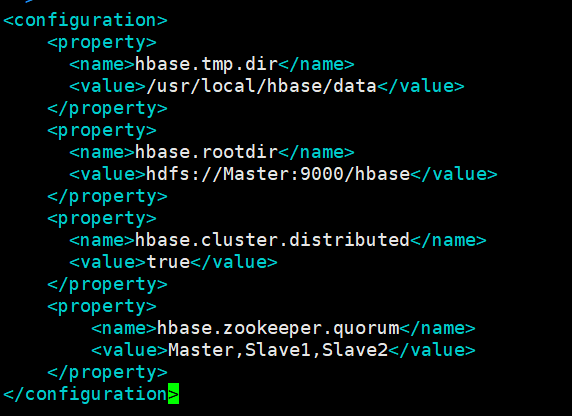 <configuration>
    <property>
      <name>hbase.tmp.dir</name>
      <value>/usr/local/hbase/data</value>
    </property>
    <property>
      <name>hbase.rootdir</name>
      <value>hdfs://Master:9000/hbase</value>
    </property>
    <property>
      <name>hbase.cluster.distributed</name>
      <value>true</value>
    </property>
    <property>
        <name>hbase.zookeeper.quorum</name>
        <value>Master,Slave1,Slave2</value>
    </property>
</configuration>